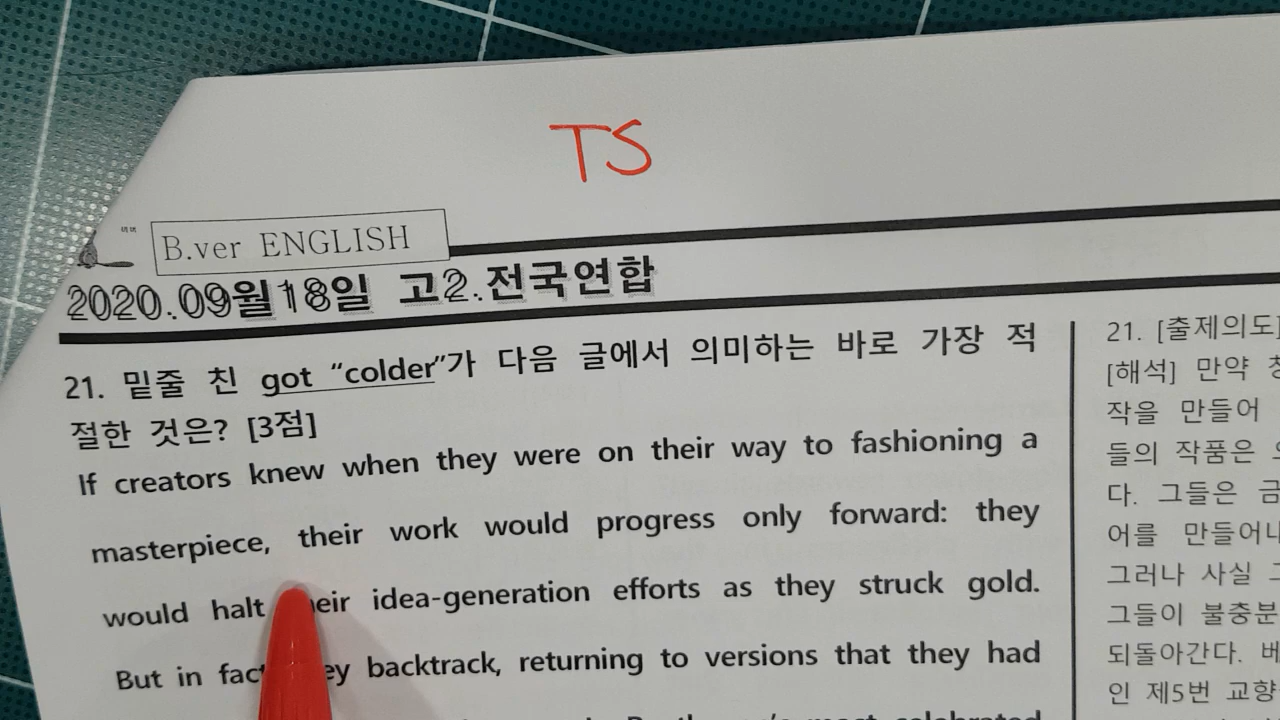 TS
B.ver ENGLISH
2020.09월18일 고2.전국연합
21. 밑줄 친 got “colder”가 다음 글에서 의미하는 바로 가장 적
절한 것은? [3점]
If creators knew when they were on their way to fashioning a
masterpiece, their work would progress only forward: they
would halt idea-generation efforts as they struck gold.
But in backtrack, returning to versions that they had
most celebrated
21. [출제의도]
[해석] 만약
작을 만들어
들의 작품은
다. 그들은
어를 만들어
그러나 사실
그들이 불충분
되돌아간다.
인 제5번